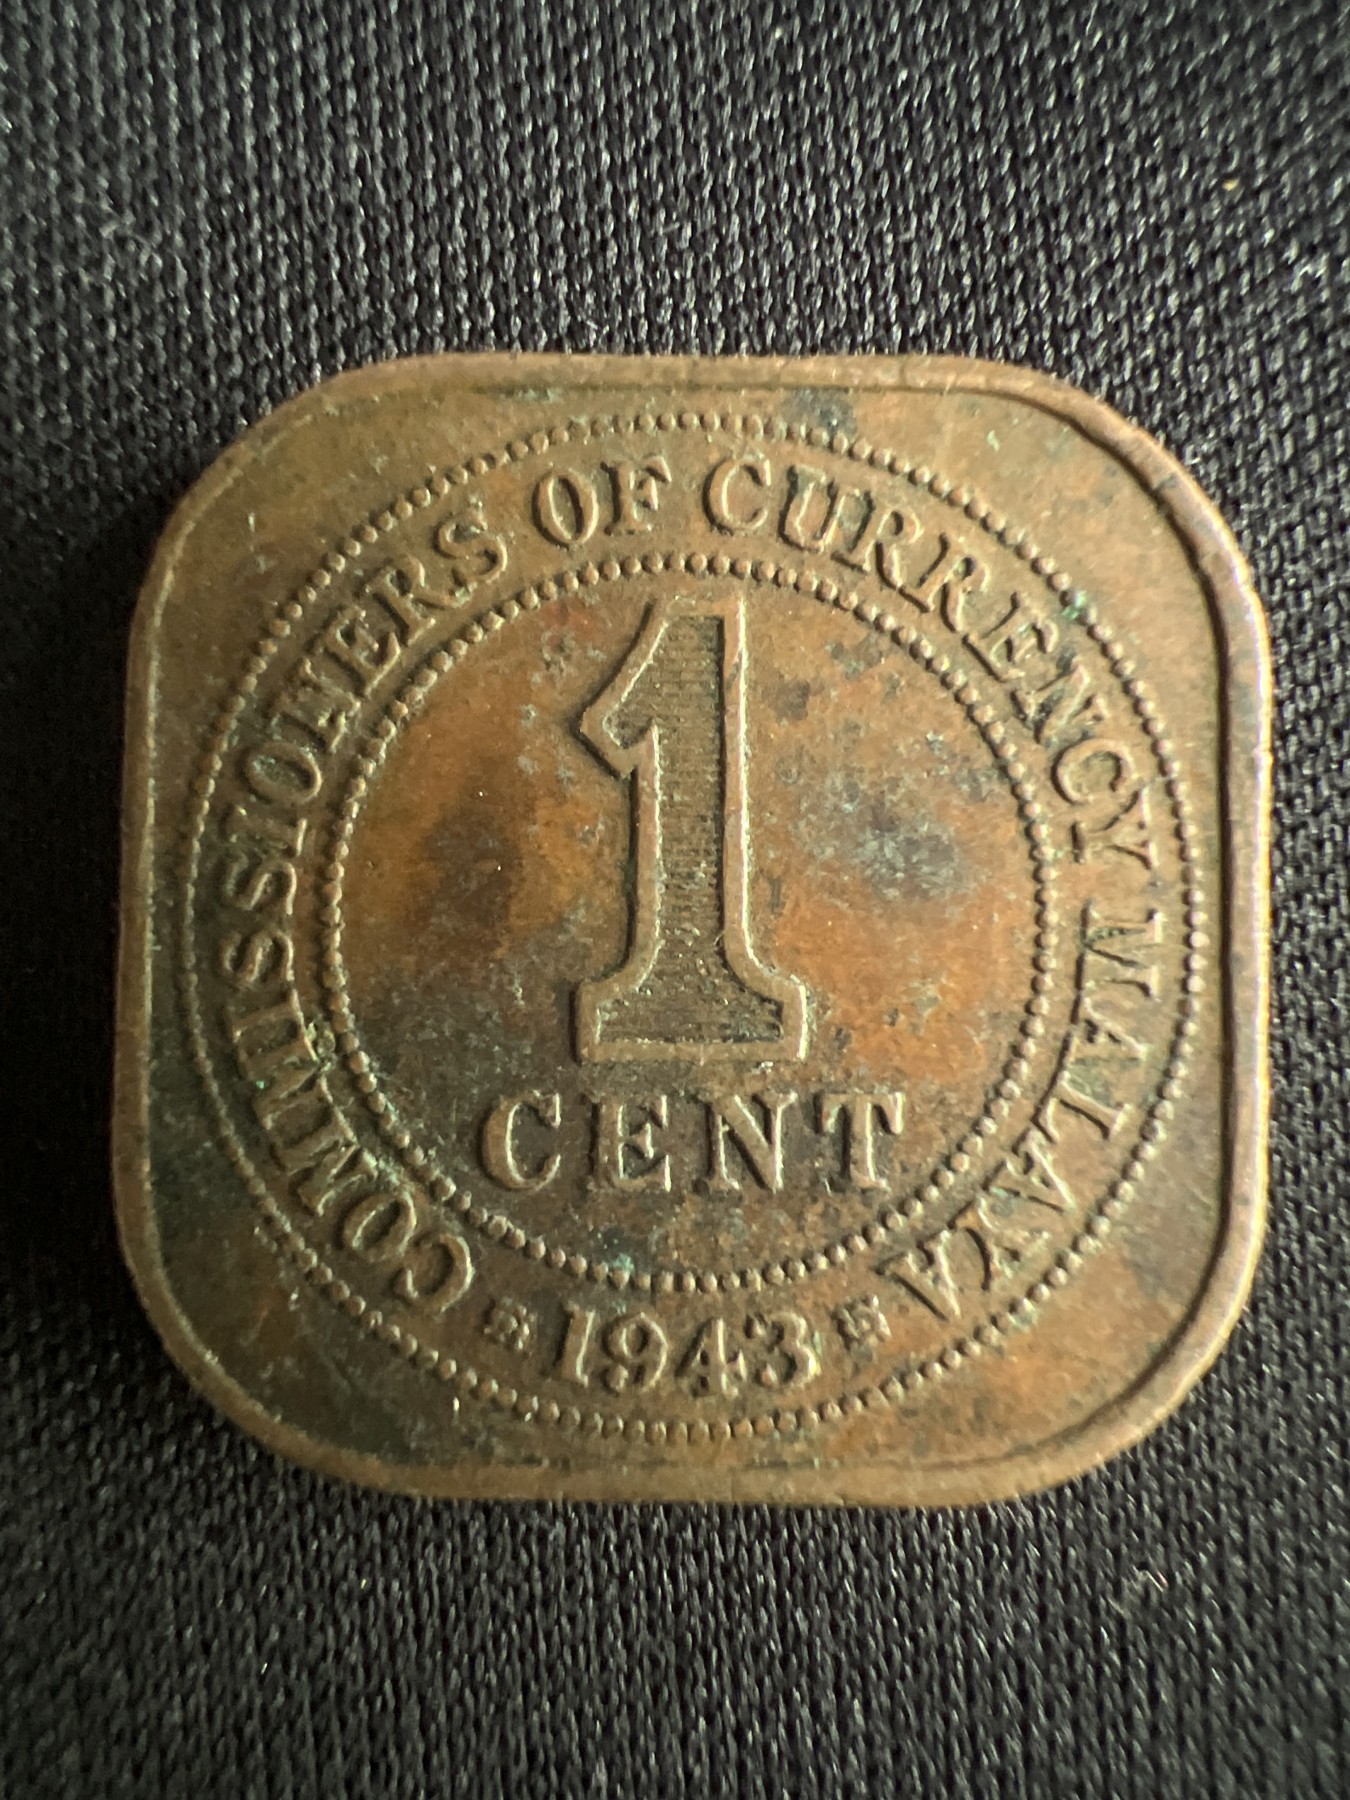 COMMISSIONERS OF CURRENCY MALAYA
1
CENT
1943